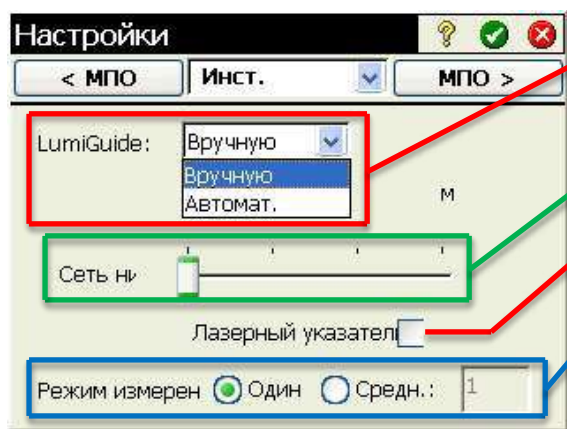 Настройки ?
< МПО Инст. МПО >
LumiGuide: Вручную
Вручную
Автомат. м
Сеть ни
Лазерный указател
Режим измерен Один Средн.: 1